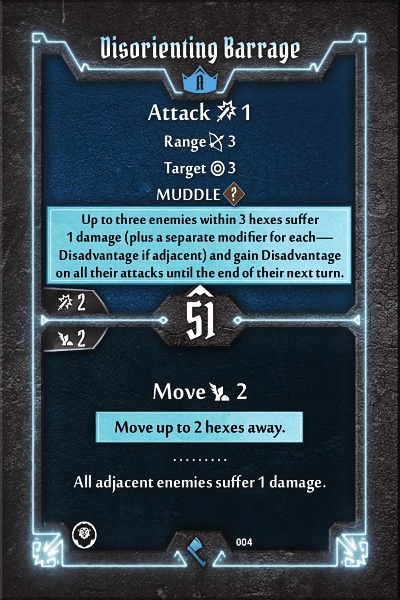 Disorienting Barrage
A
Attack 1
Range 3
Target 3
MUDDLE ?
Up to three enemies within 3 hexes suffer
1 damage (plus a separate modifier for each—
Disadvantage if adjacent) and gain Disadvantage
on all their attacks until the end of their next turn.
2
51
2
Move 2
Move up to 2 hexes away.
.........
All adjacent enemies suffer 1 damage.
004